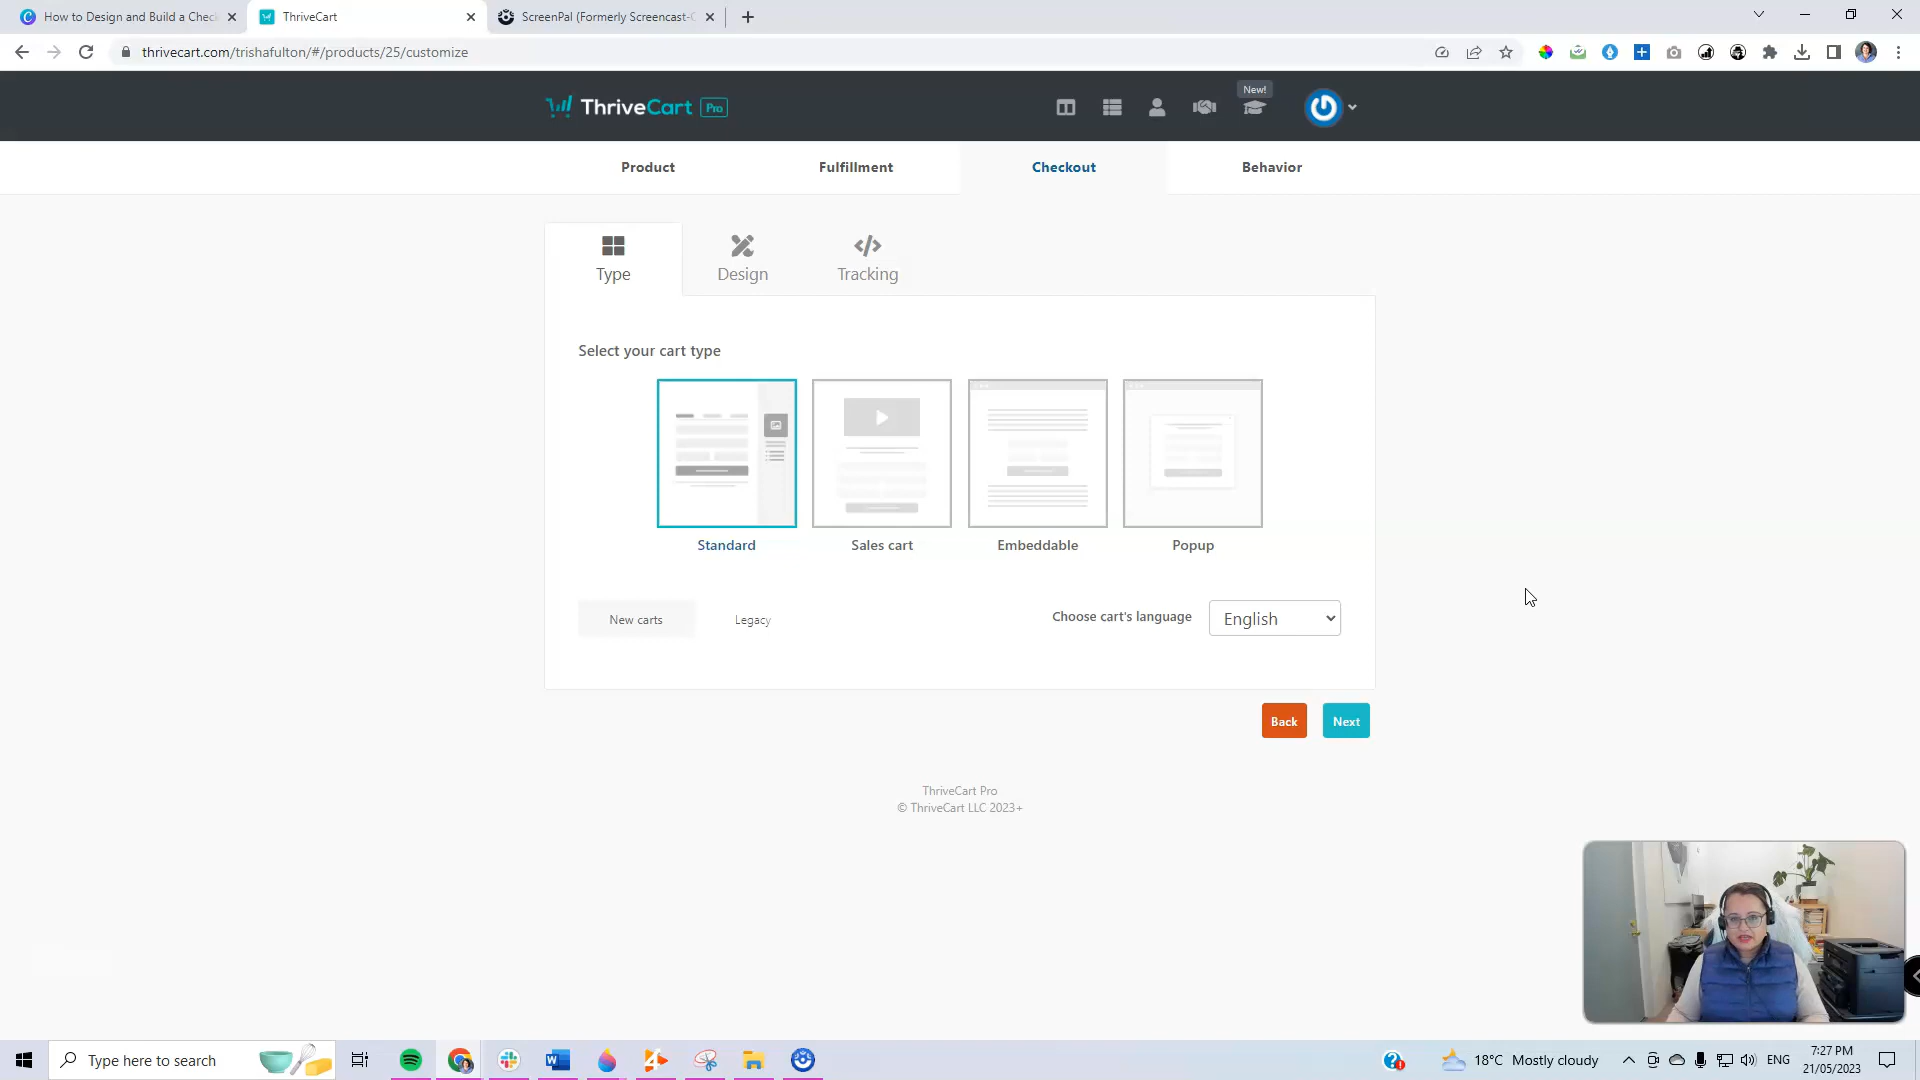 How to Design and Build a Chec
ThriveCart
ScreenPal (Formerly Screencast-O
thrivecart.com/trishafulton/#/products/25/customize
ThriveCart Pro
New!
Product
Fulfillment
Checkout
Behavior
Type
Design
Tracking
Select your cart type
Standard
Sales cart
Embeddable
Popup
New carts
Legacy
Choose cart's language
English
Back
Next
ThriveCart Pro
© ThriveCart LLC 2023+
Type here to search
18°C Mostly cloudy
ENG
7:27 PM
21/05/2023